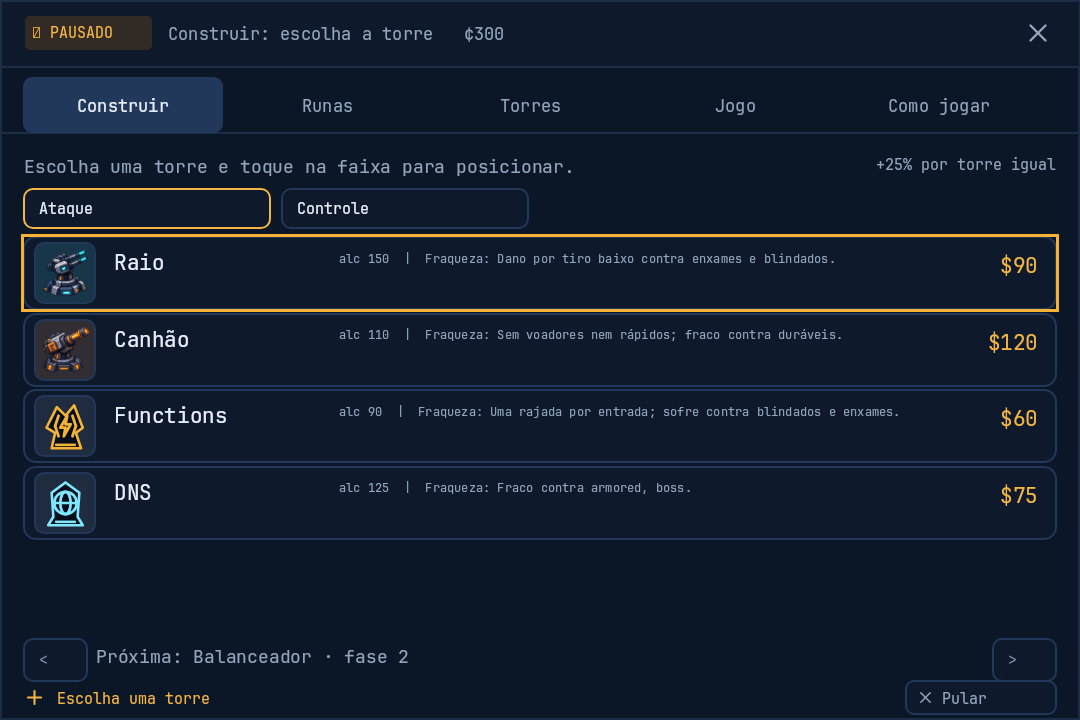 PAUSADO Construir: escolha a torre $300
Construir Runas Torres Jogo Como jogar
Escolha uma torre e toque na faixa para posicionar. +25% por torre igual
Ataque Controle
Raio alc 150 | Fraqueza: Dano por tiro baixo contra enxames e blindados. $90
Canhão alc 110 | Fraqueza: Sem voadores nem rápidos; fraco contra duráveis. $120
Functions alc 90 | Fraqueza: Uma rajada por entrada; sofre contra blindados e enxames. $60
DNS alc 125 | Fraqueza: Fraco contra armored, boss. $75
< Próxima: Balanceador · fase 2 >
+ Escolha uma torre × Pular